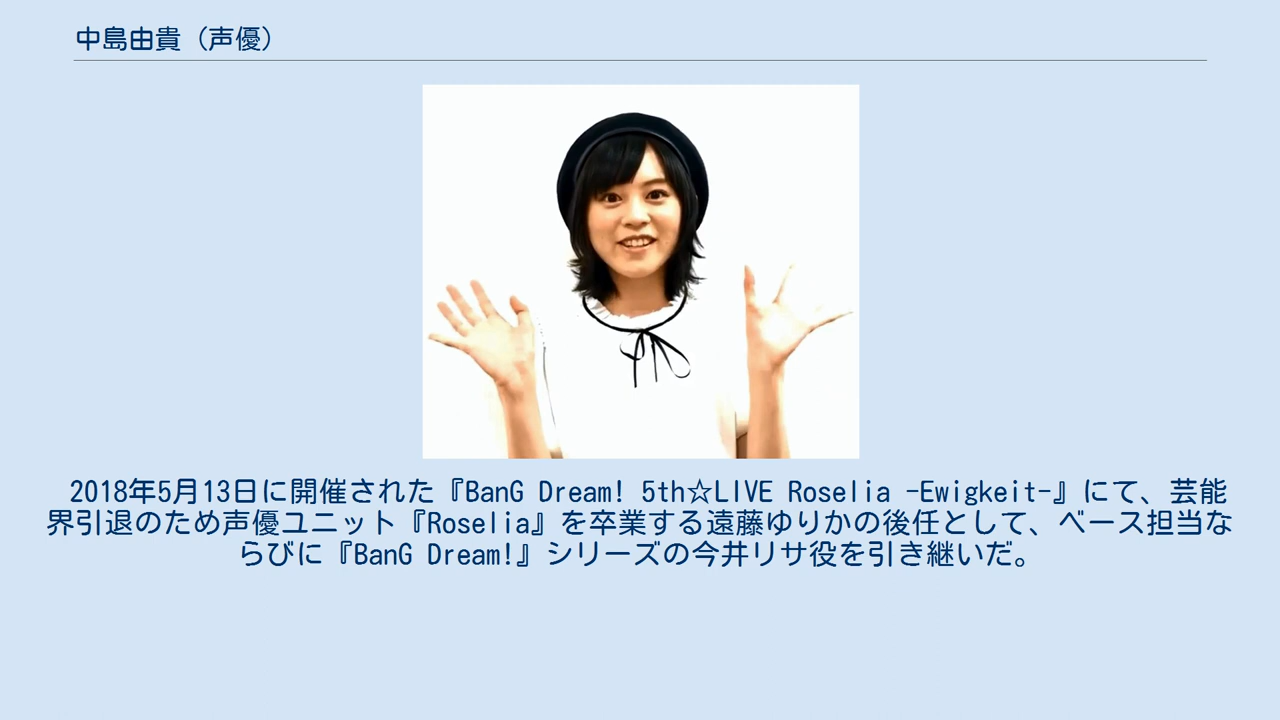 中島由貴（声優）
2018年5月13日に開催された『BanG Dream! 5th☆LIVE Roselia -Ewigkeit-』にて、芸能
界引退のため声優ユニット『Roselia』を卒業する遠藤ゆりかの後任として、ベース担当な
らびに『BanG Dream!』シリーズの今井リサ役を引き継いだ。